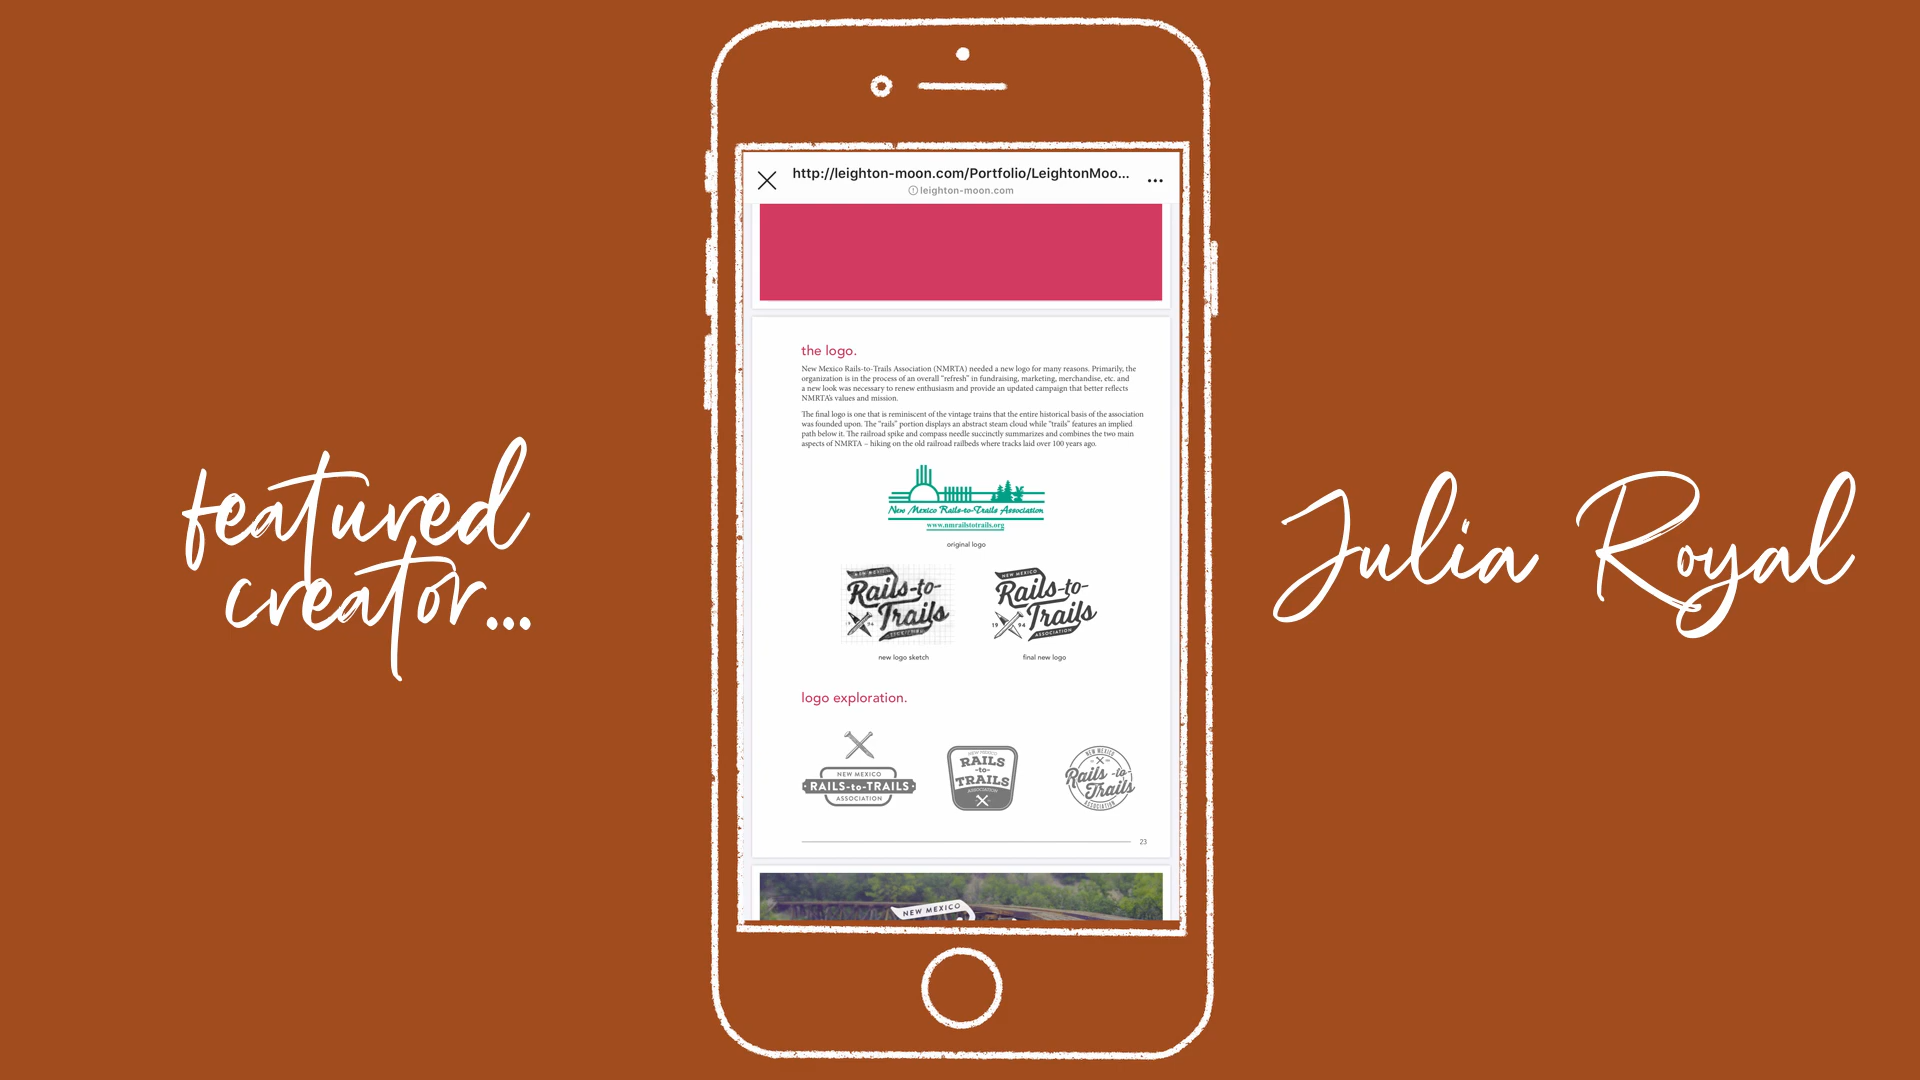 featured
creator...
http://leighton-moon.com/Portfolio/LeightonMoo...
leighton-moon.com
the logo.
New Mexico Rails-to-Trails Association (NMRTA) needed a new logo for many reasons. Primarily, the
organization is in the process of an overall "refresh" in fundraising, marketing, merchandise, etc. and
a new look was necessary to renew enthusiasm and provide an updated campaign that better reflects
NMRTA's values and mission.
The final logo is one that is reminiscent of the vintage trains that the entire historical basis of the association
was founded upon. The "rails" portion displays an abstract steam cloud while "trails" features an implied
path below it. The railroad spike and compass needle succinctly summarizes and combines the two main
aspects of NMRTA – hiking on the old railroad railbeds where tracks laid over 100 years ago.
New Mexico Rails-to-Trails Association
www.nmrailstotrails.org
original logo
NEW MEXICO
Rails-to-
Trails
94
new logo sketch
NEW MEXICO
Rails-to-
Trails
19 94
ASSOCIATION
final new logo
logo exploration.
NEW MEXICO
RAILS-to-TRAILS
ASSOCIATION
NEW MEXICO
RAILS
-to-
TRAILS
ASSOCIATION
NEW MEXICO
Rails-to-
Trails
ASSOCIATION
23
NEW MEXICO
Julia Royal